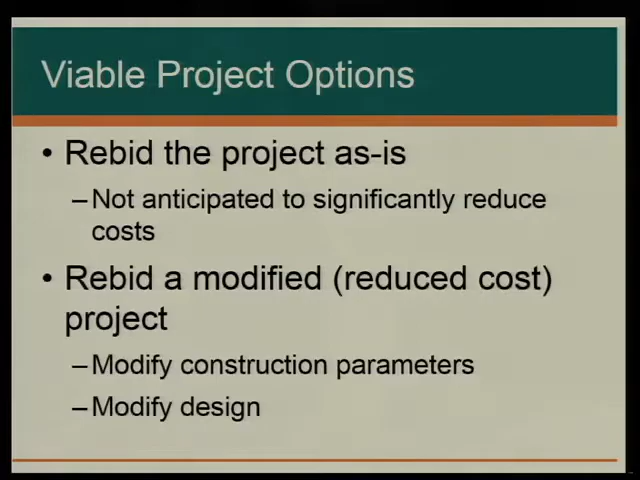 Viable Project Options
• Rebid the project as-is
–Not anticipated to significantly reduce
costs
• Rebid a modified (reduced cost)
project
–Modify construction parameters
–Modify design